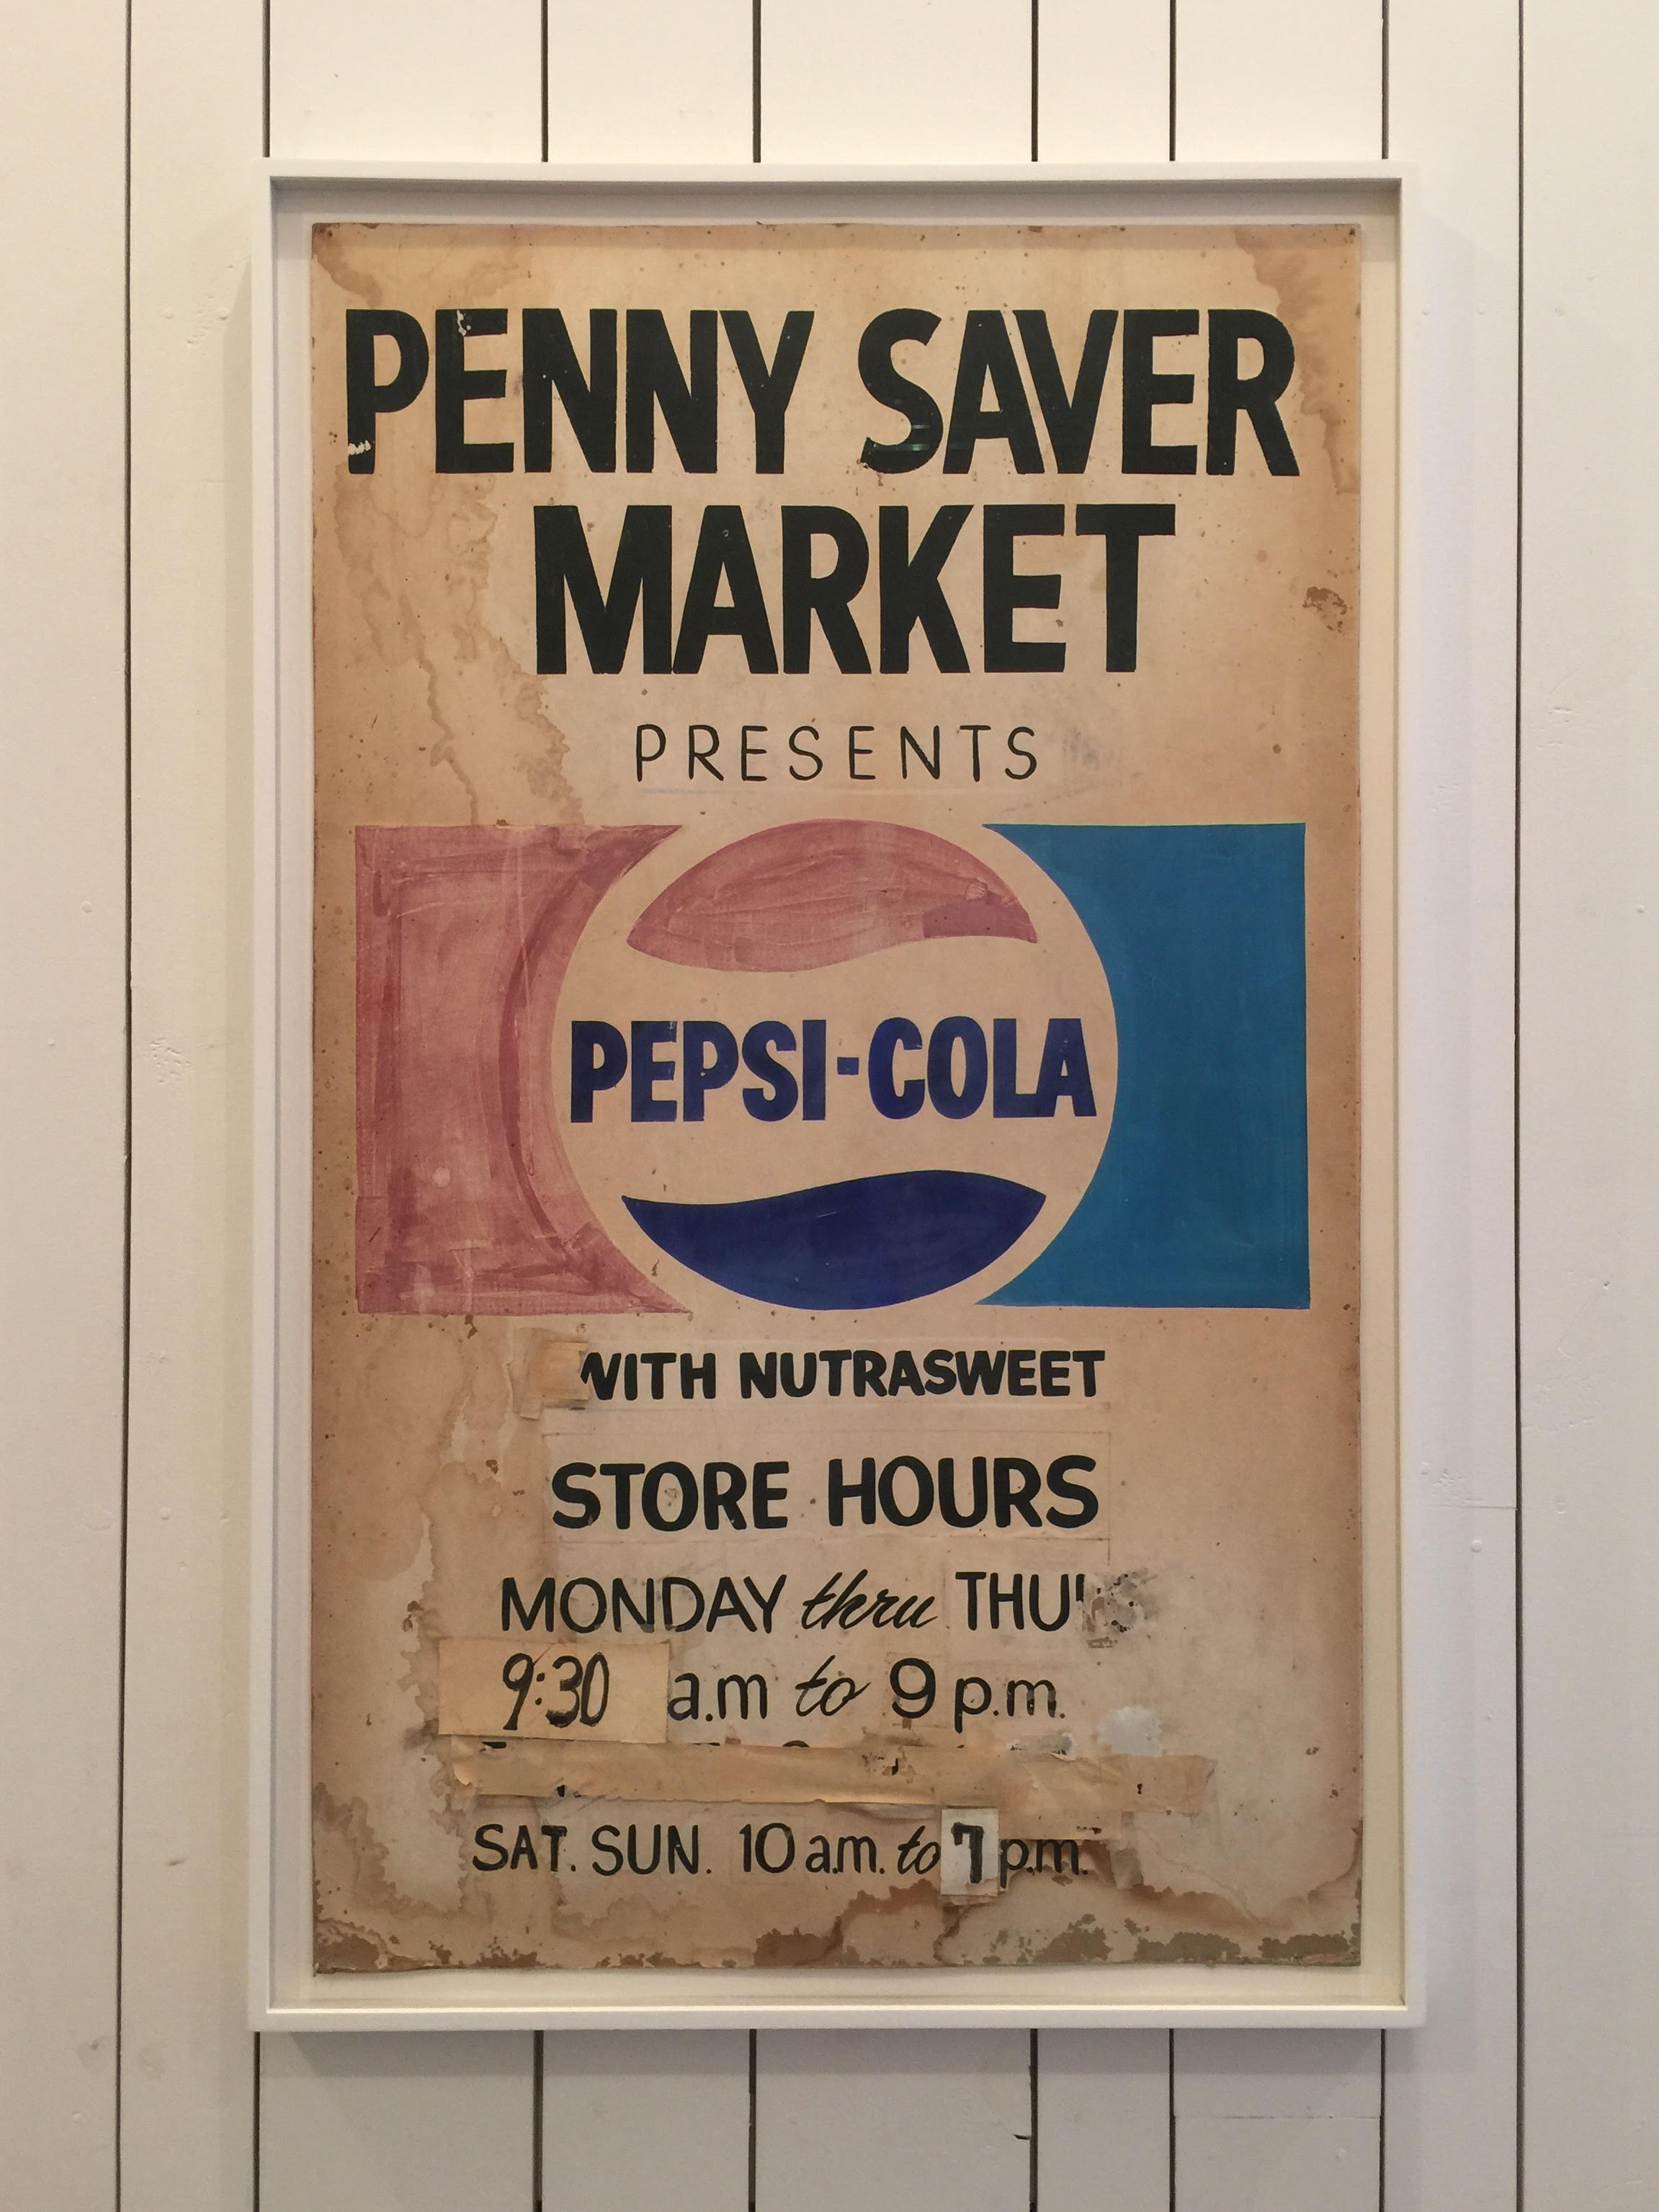 PENNY SAVER
MARKET
PRESENTS
PEPSI-COLA
WITH NUTRASWEET
STORE HOURS
MONDAY thru THU
9:30 a.m to 9 p.m.
SAT. SUN. 10 a.m. to 7 p.m.